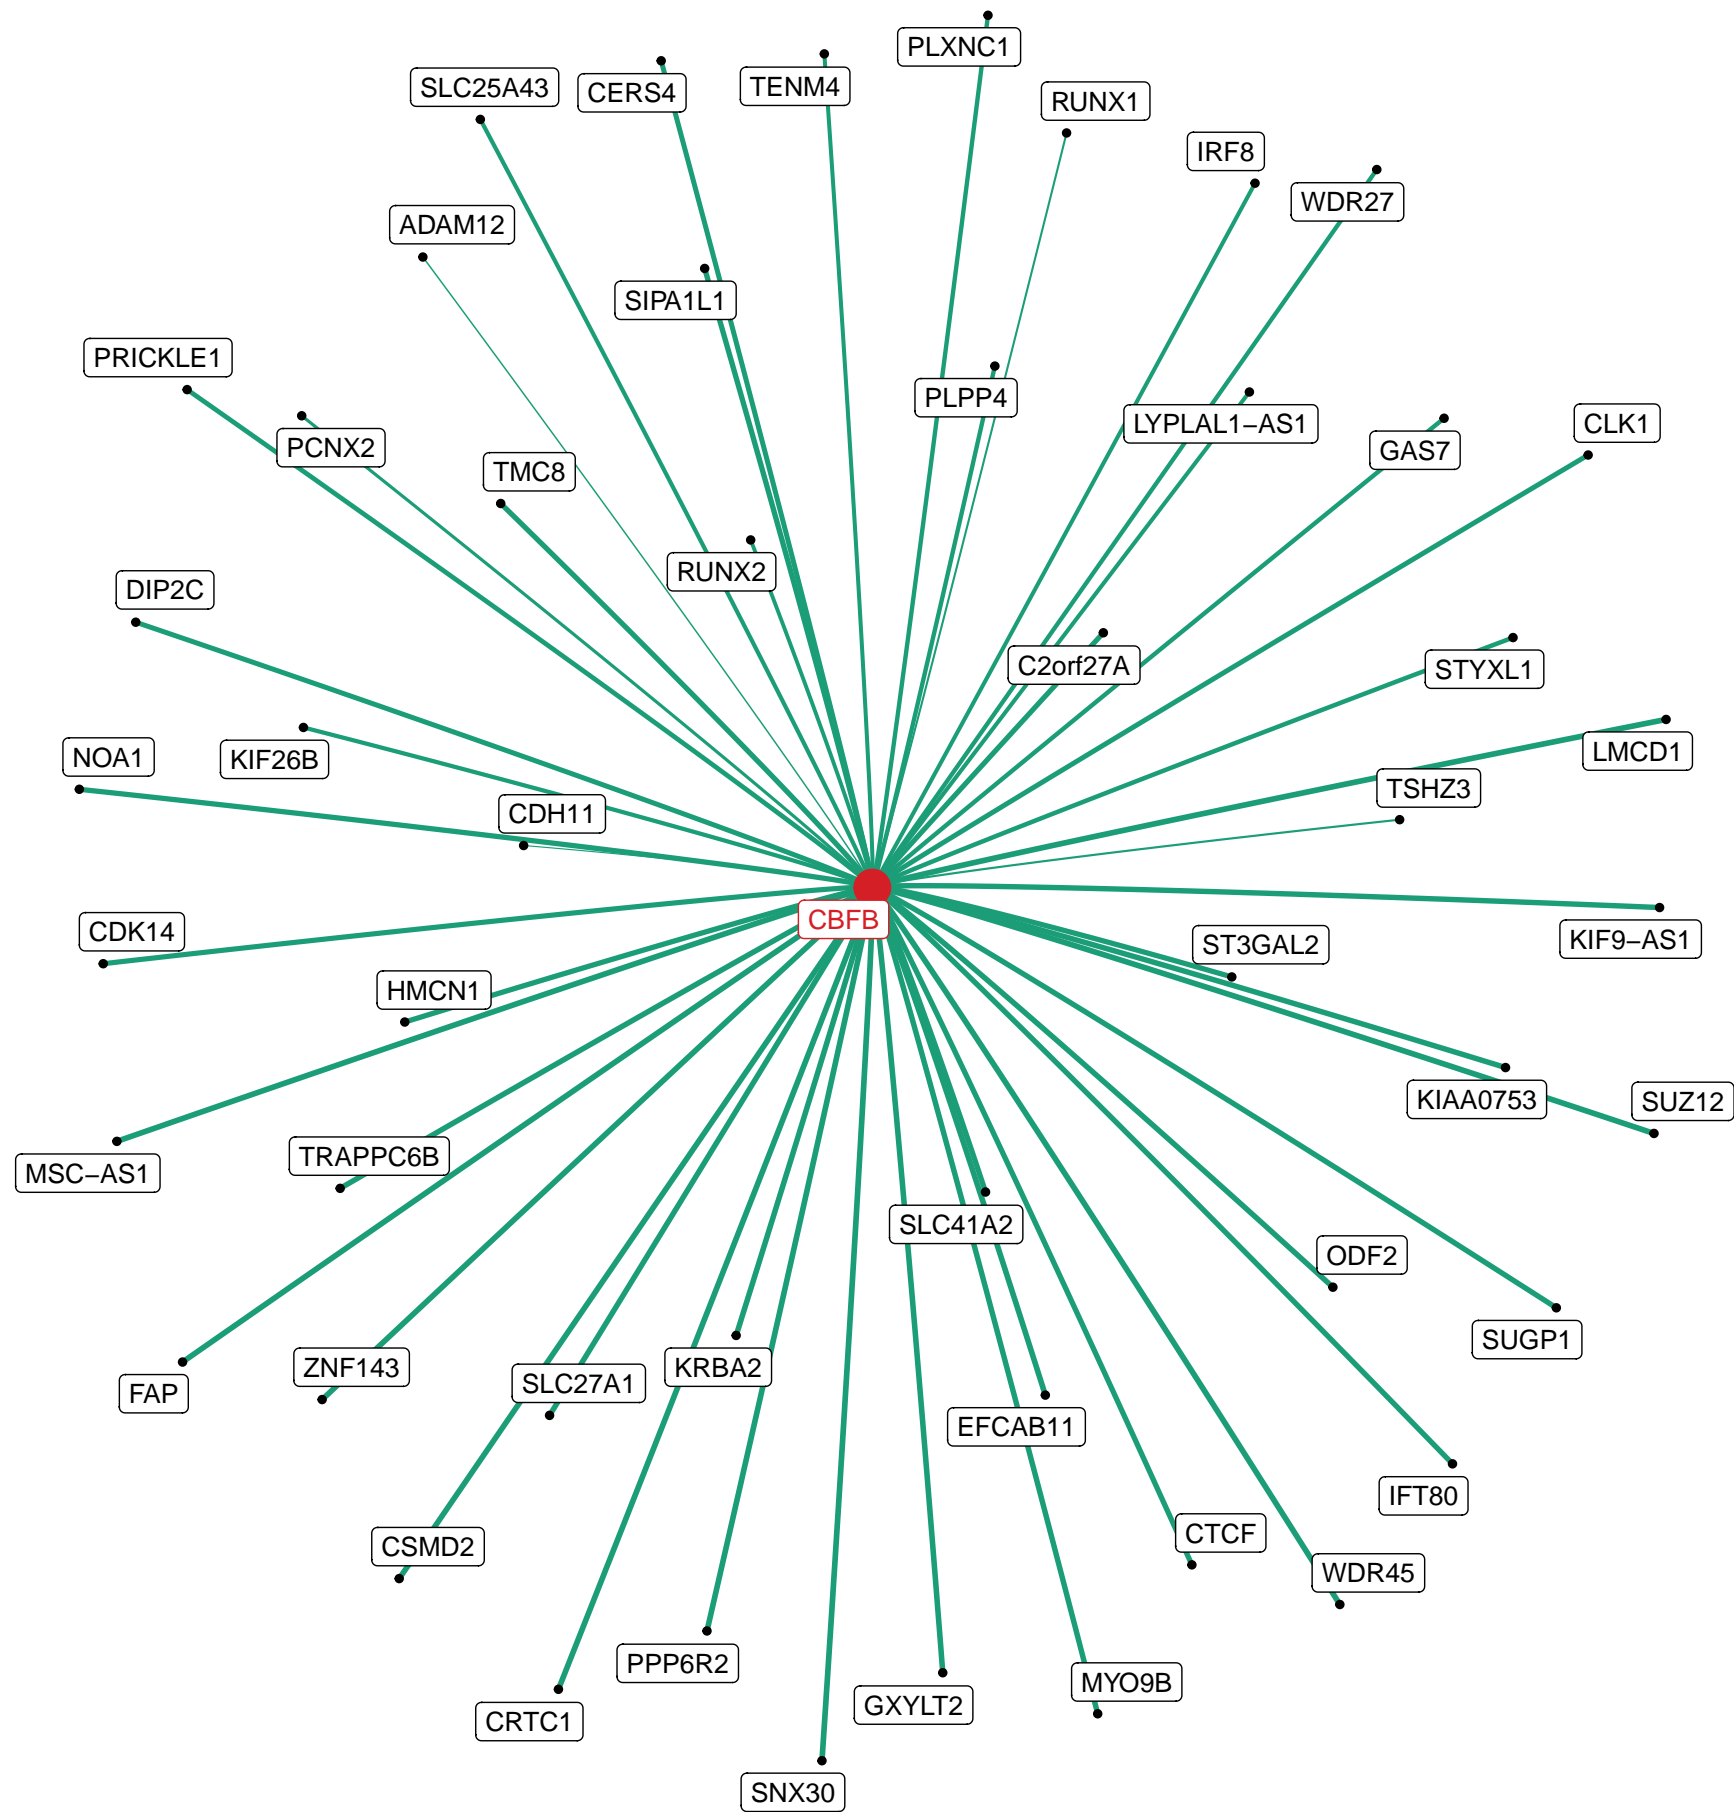 PLXNC1
SLC25A43
CERS4
TENM4
RUNX1
IRF8
WDR27
ADAM12
SIPA1L1
PRICKLE1
PLPP4
LYPLAL1−AS1
CLK1
PCNX2
GAS7
TMC8
RUNX2
DIP2C
C2orf27A
STYXL1
NOA1
KIF26B
LMCD1
TSHZ3
CDH11
CBFB
CDK14
KIF9−AS1
ST3GAL2
HMCN1
KIAA0753
SUZ12
TRAPPC6B
MSC−AS1
SLC41A2
ODF2
SUGP1
ZNF143
KRBA2
SLC27A1
FAP
EFCAB11
IFT80
CTCF
CSMD2
WDR45
PPP6R2
MYO9B
GXYLT2
CRTC1
SNX30